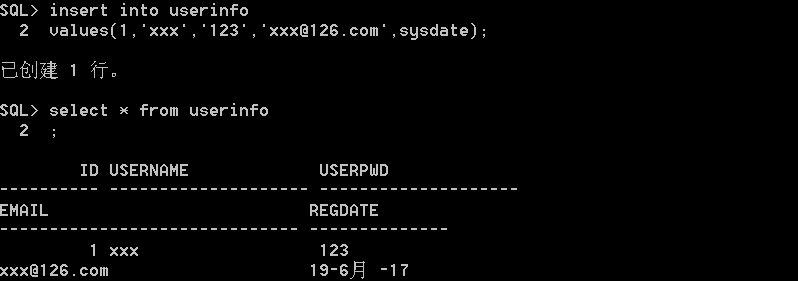 SQL> insert into userinfo
  2  values(1,'xxx','123','xxx@126.com',sysdate);
已创建 1 行。
SQL> select * from userinfo
  2  ;
        ID USERNAME             USERPWD
---------- -------------------- --------------------
EMAIL                          REGDATE
------------------------------ --------------
         1 xxx                  123
xxx@126.com                    19-6月 -17